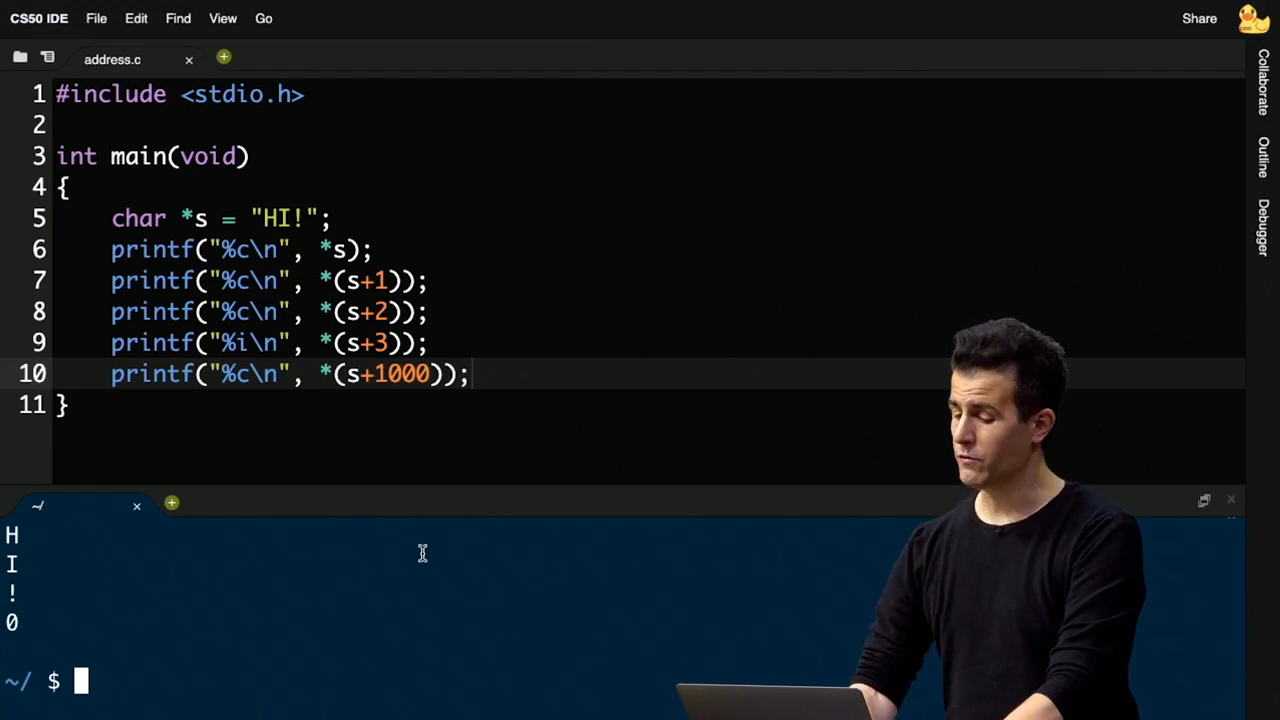 CS50 IDE File Edit Find View Go Share
address.c
1 #include <stdio.h>
2
3 int main(void)
4 {
5     char *s = "HI!";
6     printf("%c\n", *s);
7     printf("%c\n", *(s+1));
8     printf("%c\n", *(s+2));
9     printf("%i\n", *(s+3));
10     printf("%c\n", *(s+1000));
11 }
Collaborate
Outline
Debugger
~/
H
I
!
0
~/ $